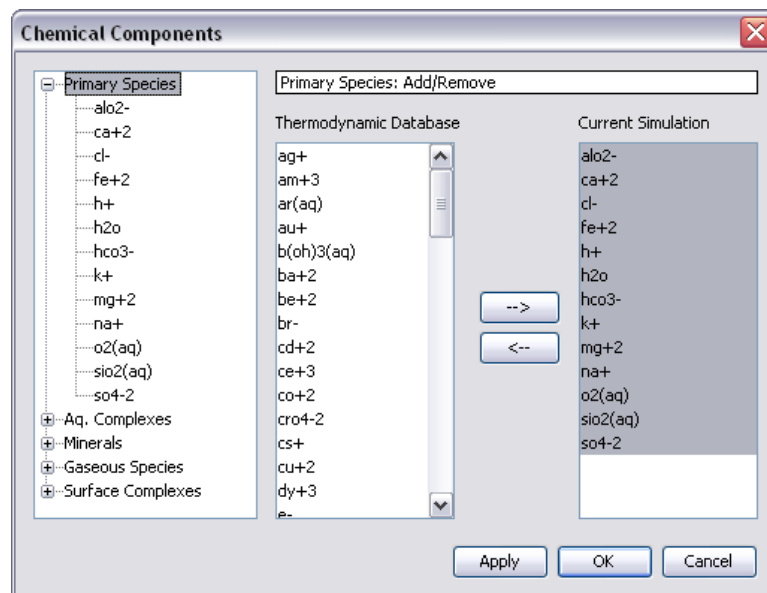 Chemical Components
Primary Species
alo2-
ca+2
cl-
fe+2
h+
h2o
hco3-
k+
mg+2
na+
o2(aq)
sio2(aq)
so4-2
Aq. Complexes
Minerals
Gaseous Species
Surface Complexes
Primary Species: Add/Remove
Thermodynamic Database
ag+
am+3
ar(aq)
au+
b(oh)3(aq)
ba+2
be+2
br-
cd+2
ce+3
co+2
cro4-2
cs+
cu+2
dy+3
e-
-->
<--
Current Simulation
alo2-
ca+2
cl-
fe+2
h+
h2o
hco3-
k+
mg+2
na+
o2(aq)
sio2(aq)
so4-2
Apply
OK
Cancel